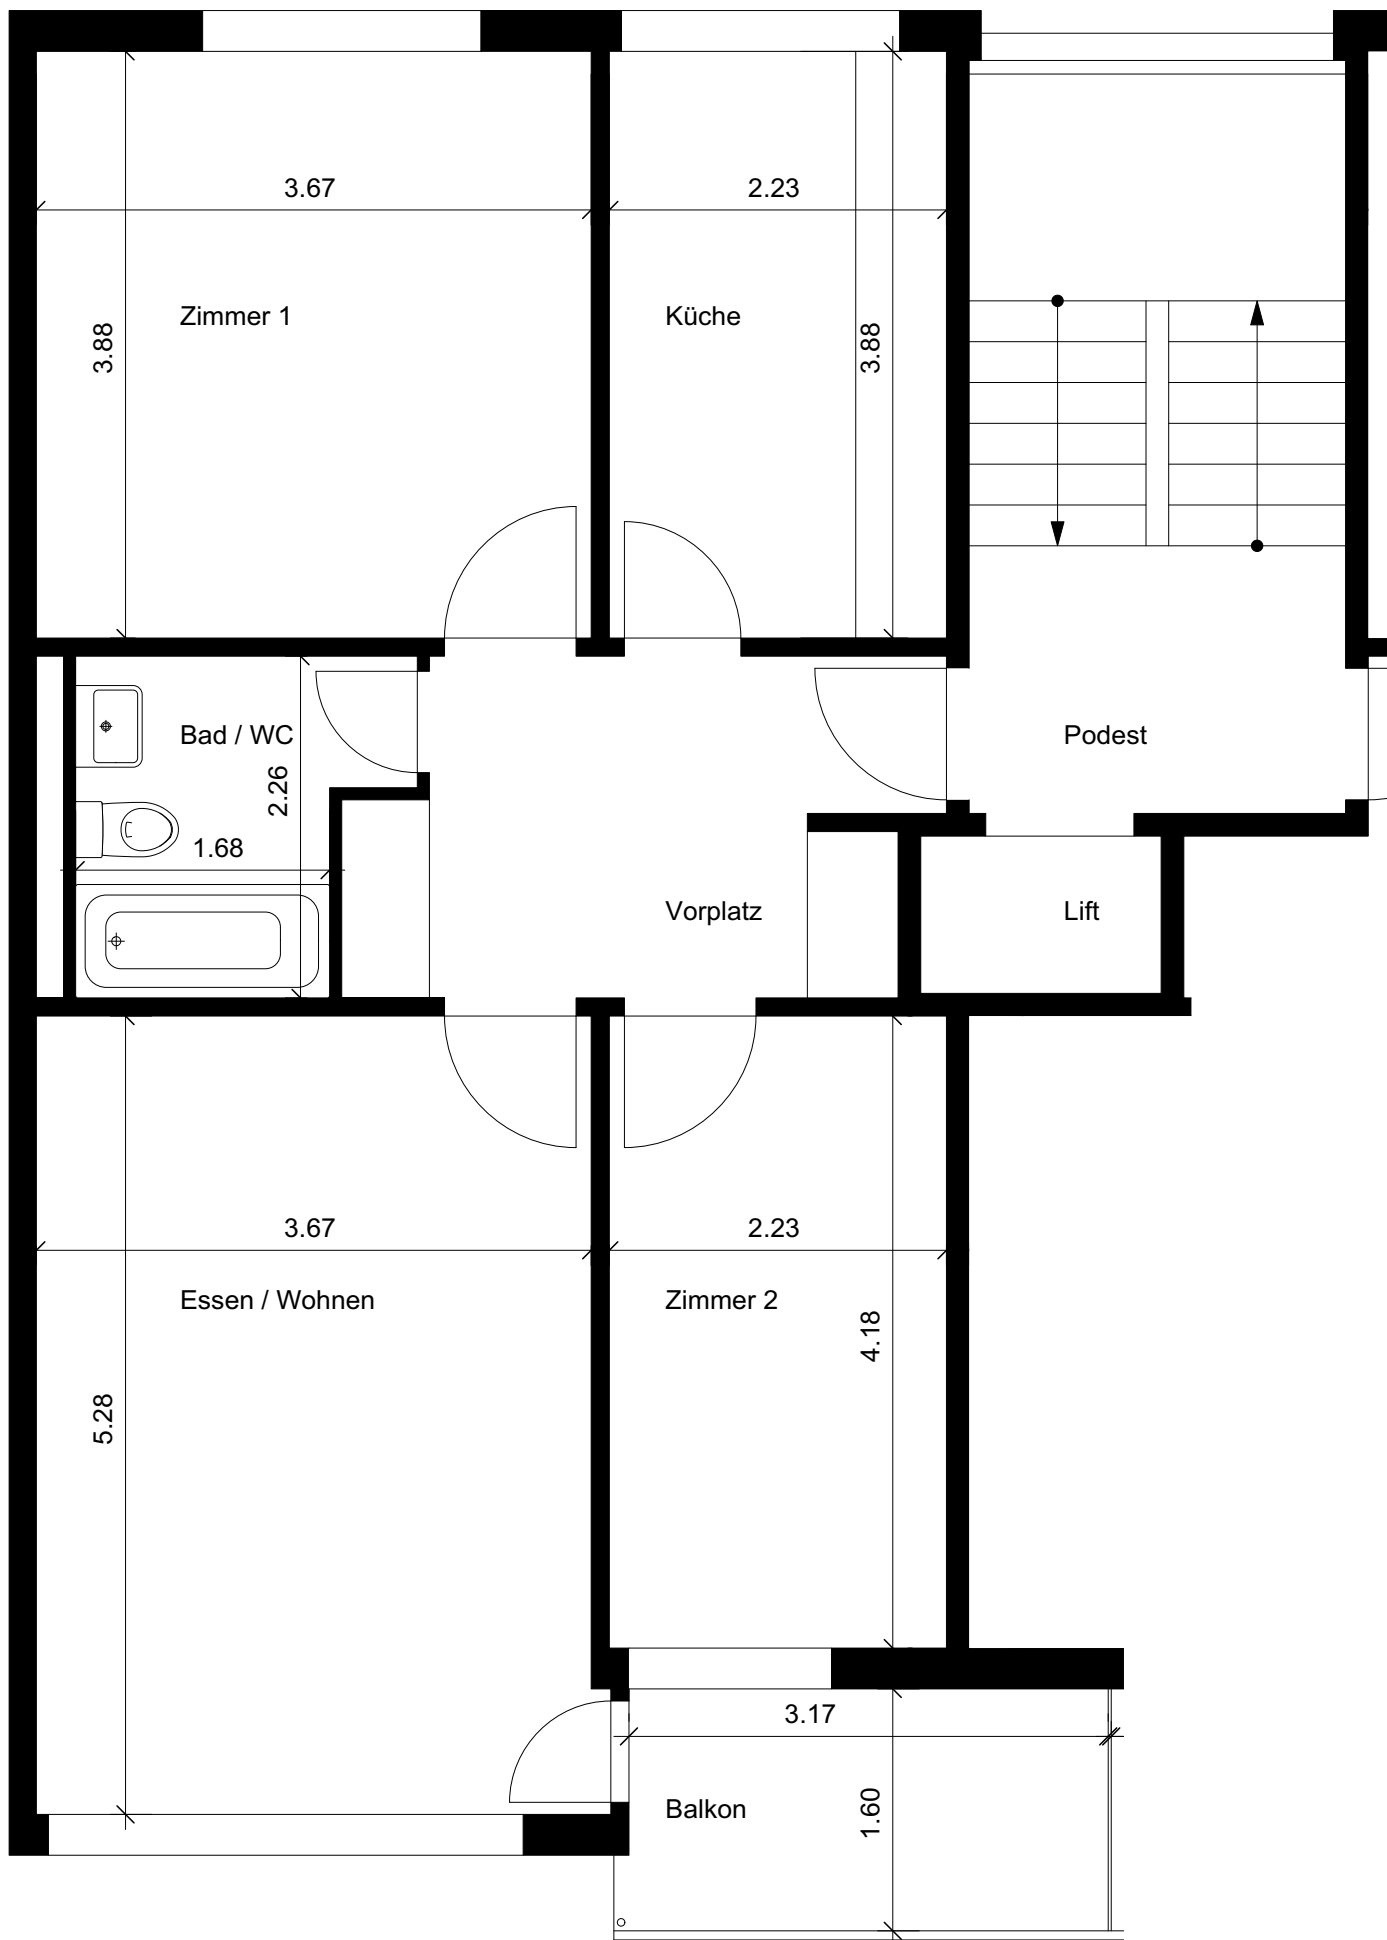 3.67
2.23
Zimmer 1
Küche
3.88
3.88
Bad / WC
Podest
2.26
1.68
Vorplatz
Lift
3.67
2.23
Essen / Wohnen
Zimmer 2
4.18
5.28
3.17
Balkon
1.60